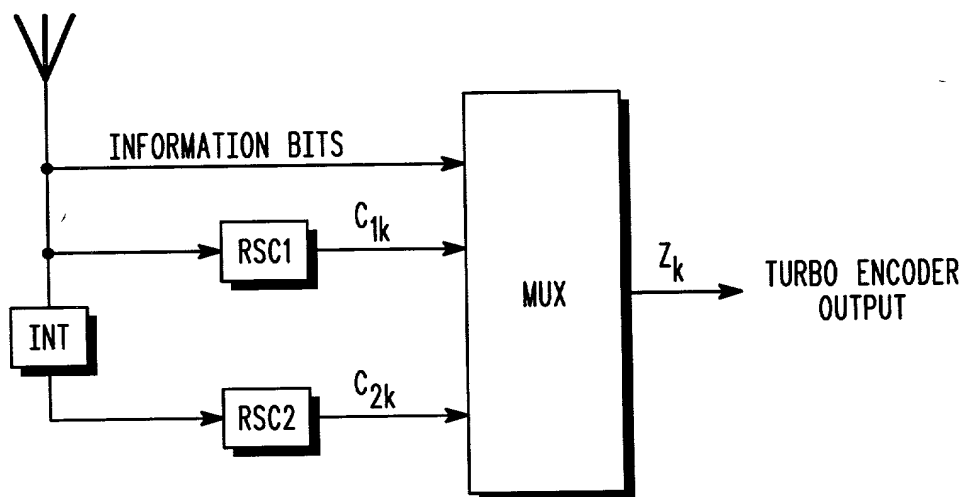 INFORMATION BITS
C1k
RSC1
Zk
TURBO ENCODER
OUTPUT
MUX
INT
C2k
RSC2